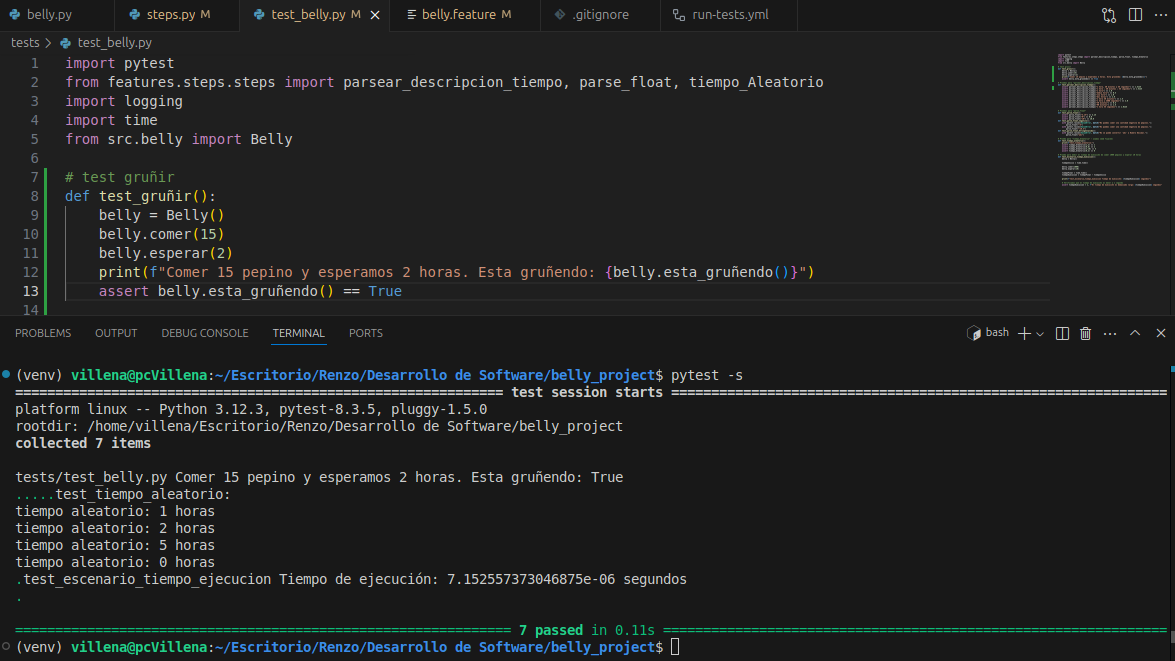 belly.py steps.py M test_belly.py M belly.feature M .gitignore run-tests.yml
tests > test_belly.py
1 import pytest
2 from features.steps.steps import parsear_descripcion_tiempo, parse_float, tiempo_Aleatorio
3 import logging
4 import time
5 from src.belly import Belly
6
7 # test gruñir
8 def test_gruñir():
9 belly = Belly()
10 belly.comer(15)
11 belly.esperar(2)
12 print(f"Comer 15 pepino y esperamos 2 horas. Esta gruñendo: {belly.esta_gruñendo()}")
13 assert belly.esta_gruñendo() == True
14
PROBLEMS OUTPUT DEBUG CONSOLE TERMINAL PORTS bash
(venv) villena@pcVillena:~/Escritorio/Renzo/Desarrollo de Software/belly_project$ pytest -s
============================================================= test session starts ==============================================================
platform linux -- Python 3.12.3, pytest-8.3.5, pluggy-1.5.0
rootdir: /home/villena/Escritorio/Renzo/Desarrollo de Software/belly_project
collected 7 items
tests/test_belly.py Comer 15 pepino y esperamos 2 horas. Esta gruñendo: True
.....test_tiempo_aleatorio:
tiempo aleatorio: 1 horas
tiempo aleatorio: 2 horas
tiempo aleatorio: 5 horas
tiempo aleatorio: 0 horas
.test_escenario_tiempo_ejecucion Tiempo de ejecución: 7.152557373046875e-06 segundos
.
============================================================== 7 passed in 0.11s ===============================================================
(venv) villena@pcVillena:~/Escritorio/Renzo/Desarrollo de Software/belly_project$